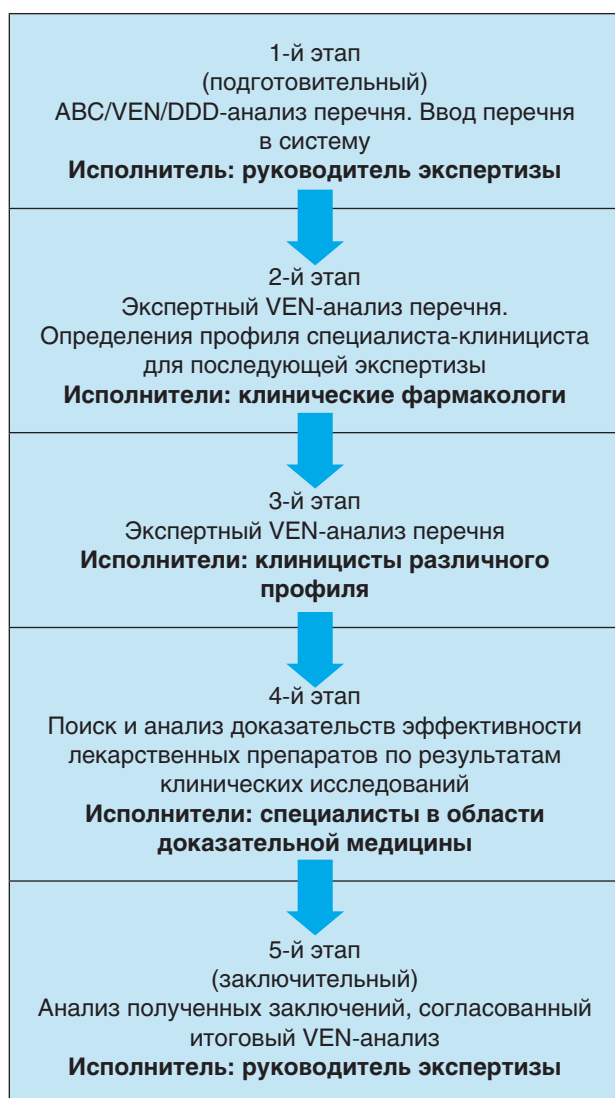 1-й этап
(подготовительный)
ABC/VEN/DDD-анализ перечня. Ввод перечня
в систему
Исполнитель: руководитель экспертизы
2-й этап
Экспертный VEN-анализ перечня.
Определения профиля специалиста-клинициста
для последующей экспертизы
Исполнители: клинические фармакологи
3-й этап
Экспертный VEN-анализ перечня
Исполнители: клиницисты различного
профиля
4-й этап
Поиск и анализ доказательств эффективности
лекарственных препаратов по результатам
клинических исследований
Исполнители: специалисты в области
доказательной медицины
5-й этап
(заключительный)
Анализ полученных заключений, согласованный
итоговый VEN-анализ
Исполнитель: руководитель экспертизы